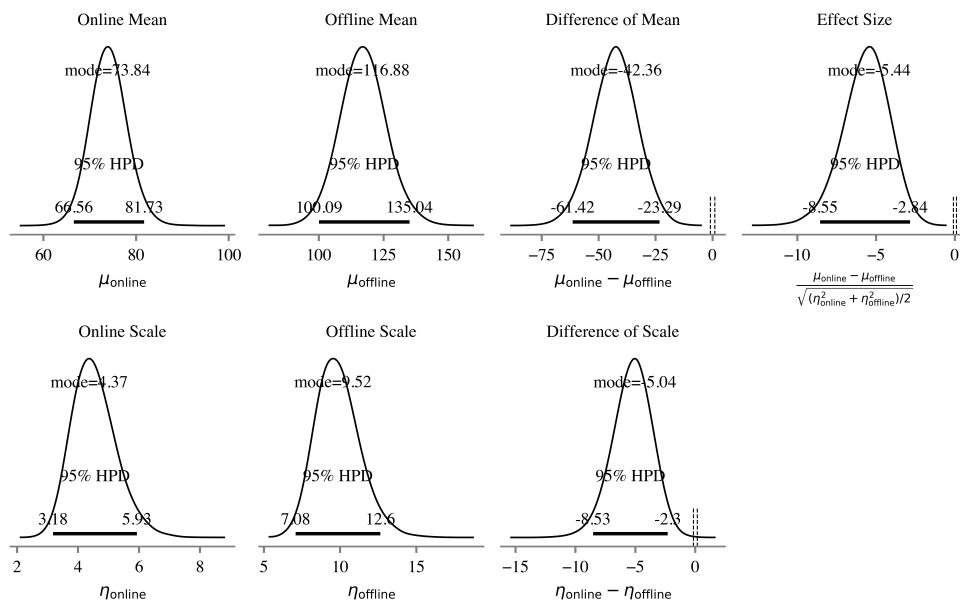 Online Mean
mode=73.84
95% HPD
66.56 81.73
60 80 100
μonline
Offline Mean
mode=116.88
95% HPD
100.09 135.04
100 125 150
μoffline
Difference of Mean
mode=-42.36
95% HPD
-61.42 -23.29
−75 −50 −25 0
μonline − μoffline
Effect Size
mode=-5.44
95% HPD
-8.55 -2.84
−10 −5 0
μonline − μoffline
√(η²online + η²offline)/2
Online Scale
mode=4.37
95% HPD
3.18 5.93
2 4 6 8
ηonline
Offline Scale
mode=9.52
95% HPD
7.08 12.6
5 10 15
ηoffline
Difference of Scale
mode=-5.04
95% HPD
-8.53 -2.3
−15 −10 −5 0
ηonline − ηoffline